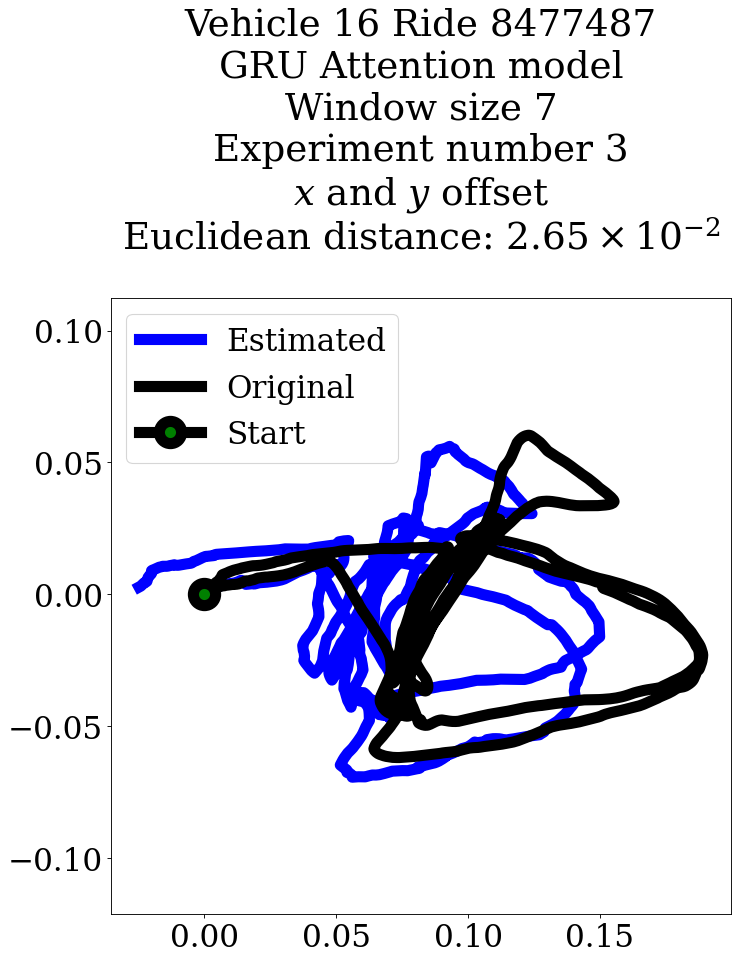 Vehicle 16 Ride 8477487
GRU Attention model
Window size 7
Experiment number 3
x and y offset
Euclidean distance: 2.65 × 10⁻²
Estimated
Original
Start
0.10
0.05
0.00
−0.05
−0.10
0.00 0.05 0.10 0.15